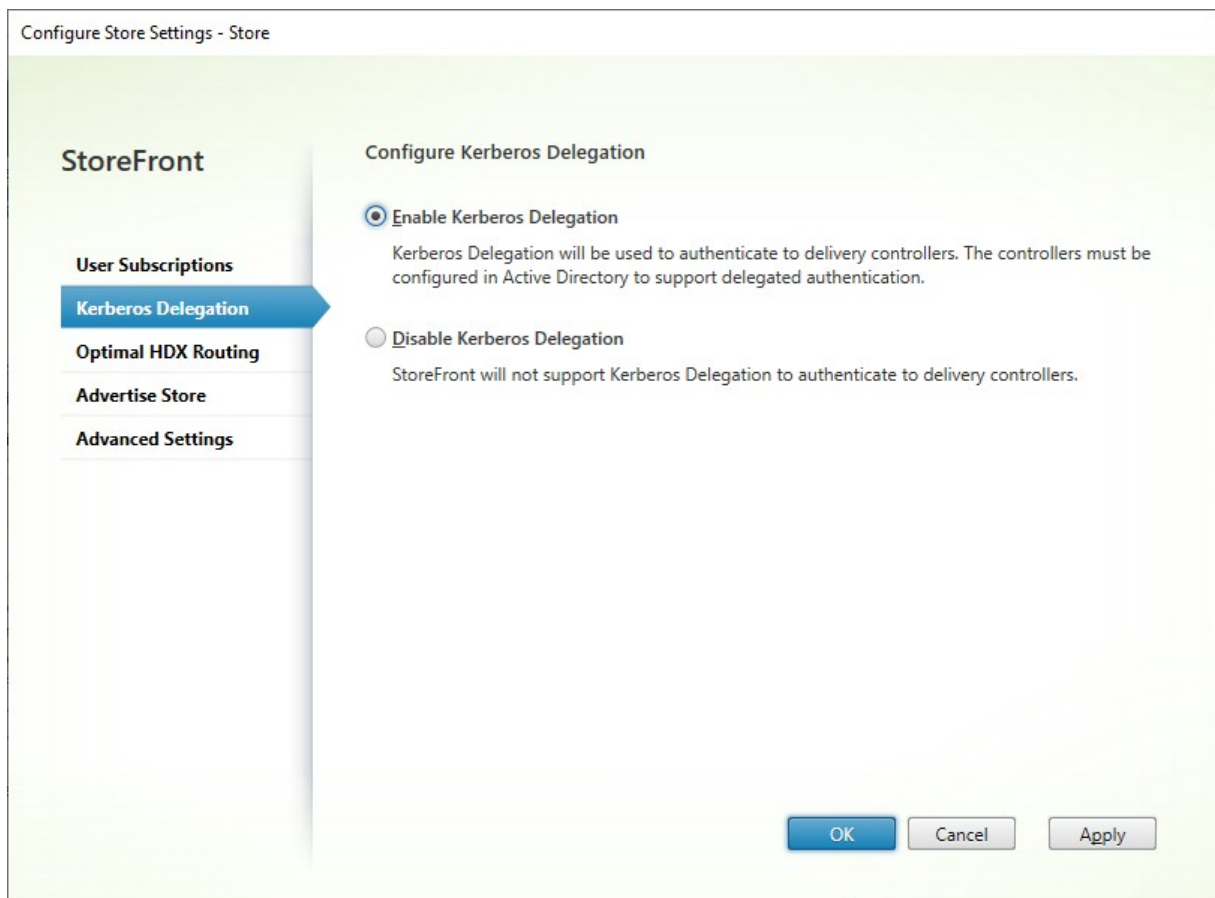 Configure Store Settings - Store
StoreFront
User Subscriptions
Kerberos Delegation
Optimal HDX Routing
Advertise Store
Advanced Settings
Configure Kerberos Delegation
Enable Kerberos Delegation
Kerberos Delegation will be used to authenticate to delivery controllers. The controllers must be
configured in Active Directory to support delegated authentication.
Disable Kerberos Delegation
StoreFront will not support Kerberos Delegation to authenticate to delivery controllers.
OK
Cancel
Apply